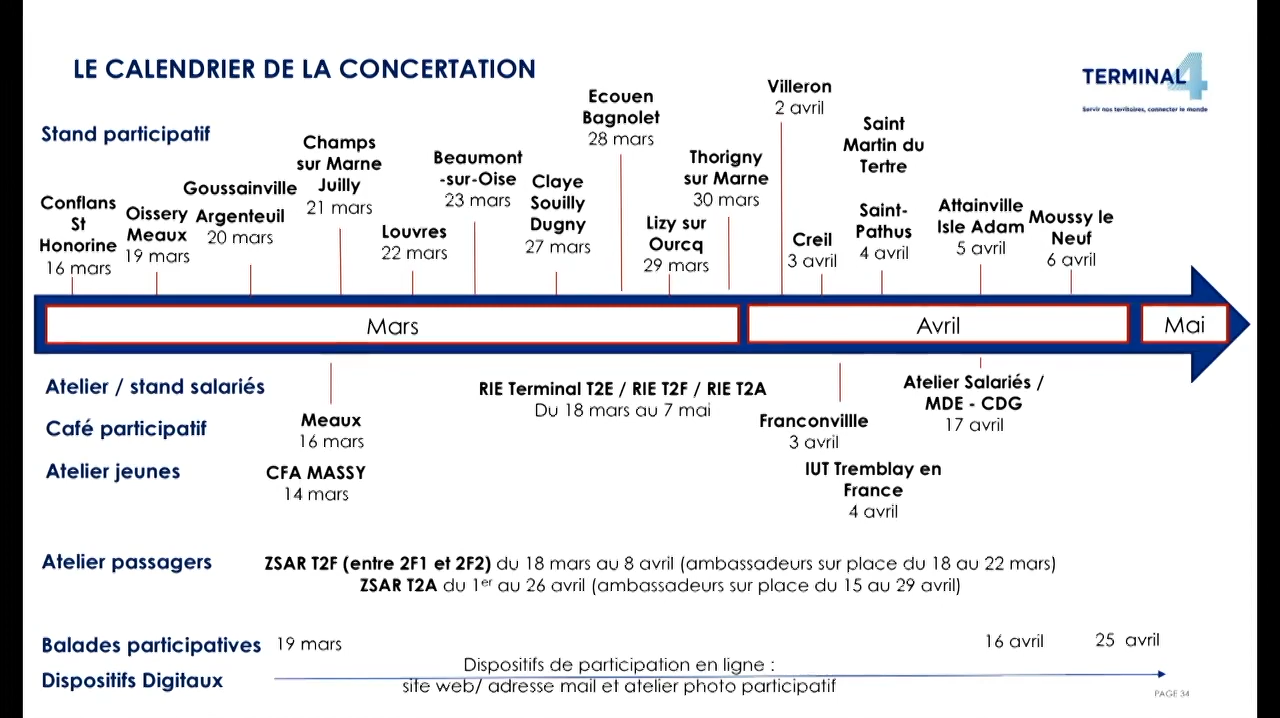 LE CALENDRIER DE LA CONCERTATION
TERMINAL 4
Servir nos territoires, connecter le monde
Stand participatif
Conflans
St
Honorine
16 mars
Oissery
Meaux
19 mars
Goussainville
Argenteuil
20 mars
Champs
sur Marne
Juilly
21 mars
Louvres
22 mars
Beaumont
-sur-Oise
23 mars
Claye
Souilly
Dugny
27 mars
Ecouen
Bagnolet
28 mars
Lizy sur
Ourcq
29 mars
Thorigny
sur Marne
30 mars
Villeron
2 avril
Creil
3 avril
Saint
Martin du
Tertre
Saint-
Pathus
4 avril
Attainville
Isle Adam
5 avril
Moussy le
Neuf
6 avril
Mars
Avril
Mai
Atelier / stand salariés
RIE Terminal T2E / RIE T2F / RIE T2A
Du 18 mars au 7 mai
Atelier Salariés /
MDE - CDG
17 avril
Café participatif
Meaux
16 mars
Franconvillle
3 avril
Atelier jeunes
CFA MASSY
14 mars
IUT Tremblay en
France
4 avril
Atelier passagers
ZSAR T2F (entre 2F1 et 2F2) du 18 mars au 8 avril (ambassadeurs sur place du 18 au 22 mars)
ZSAR T2A du 1er au 26 avril (ambassadeurs sur place du 15 au 29 avril)
Balades participatives
19 mars
16 avril
25 avril
Dispositifs Digitaux
Dispositifs de participation en ligne :
site web/ adresse mail et atelier photo participatif
PAGE 34